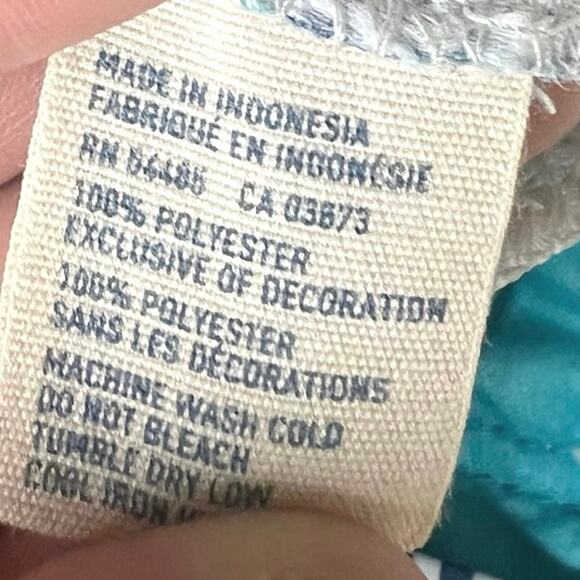 MADE IN INDONESIA
FABRIQUÉ EN INDONÉSIE
RN 54485 CA 03673
100% POLYESTER
EXCLUSIVE OF DECORATION
100% POLYESTER
SANS LES DÉCORATIONS
MACHINE WASH COLD
DO NOT BLEACH
TUMBLE DRY LOW
COOL IRON